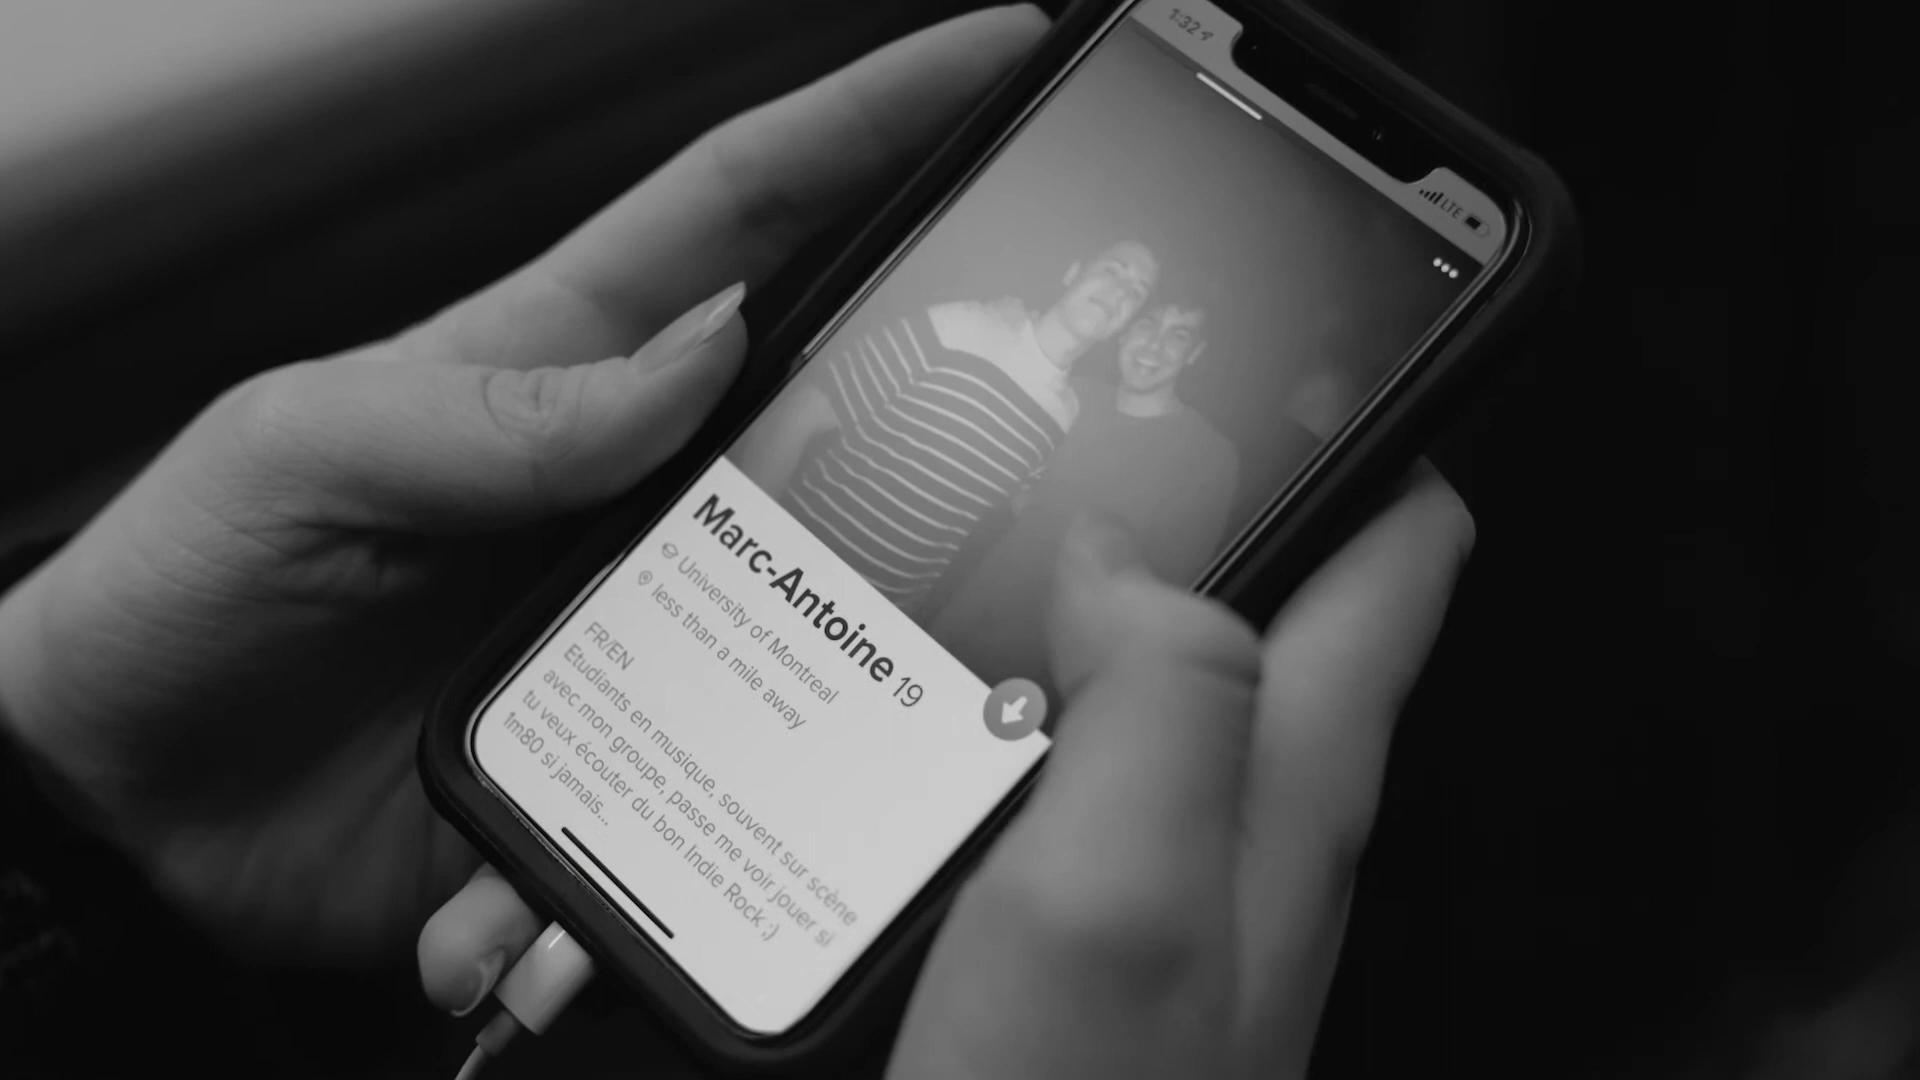 1:32
LTE
Marc-Antoine 19
University of Montreal
less than a mile away
FR/EN
Etudiants en musique, souvent sur scène
avec mon groupe, passe me voir jouer si
tu veux écouter du bon Indie Rock ;)
1m80 si jamais...